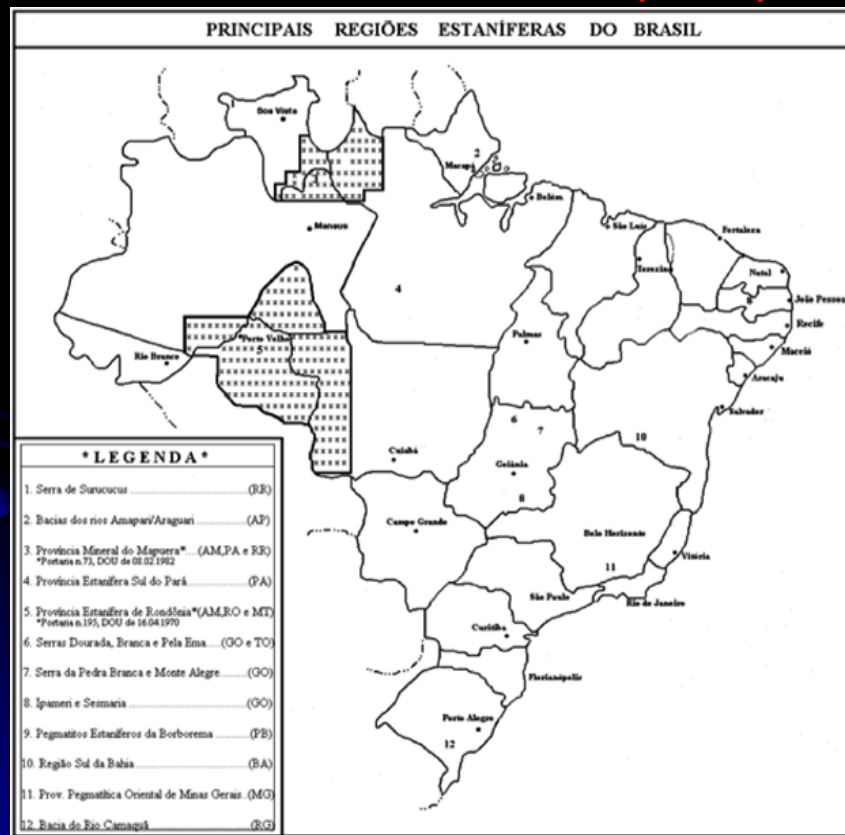 PRINCIPAIS REGIÕES ESTANÍFERAS DO BRASIL
Boa Vista
2
Macapá
Belém
Manaus
São Luiz
Fortaleza
Terezina
Natal
4
8
João Pessoa
Recife
Palmas
*Porto Velho
5
Maceió
Rio Branco
Aracaju
Salvador
6
7
10
Cuiabá
Goiânia
8
Campo Grande
Belo Horizonte
Vitória
11
São Paulo
Rio de Janeiro
Curitiba
Florianópolis
Porto Alegre
12
*LEGENDA*
1. Serra de Surucucus (RR)
2. Bacias dos rios Amapari/Araguari (AP)
3. Província Mineral do Mapuera* (AM,PA e RR)
*Portaria n.73, DOU de 08.02.1982
4. Província Estanífera Sul do Pará (PA)
5. Província Estanífera de Rondônia*(AM,RO e MT)
*Portaria n.195, DOU de 16.04.1970
6. Serras Dourada, Branca e Pela Ema (GO e TO)
7. Serra da Pedra Branca e Monte Alegre (GO)
8. Ipameri e Sesmaria (GO)
9. Pegmatitos Estaníferos da Borborema (PB)
10. Região Sul da Bahia (BA)
11. Prov. Pegmatítica Oriental de Minas Gerais (MG)
12. Bacia do Rio Camaquã (RG)